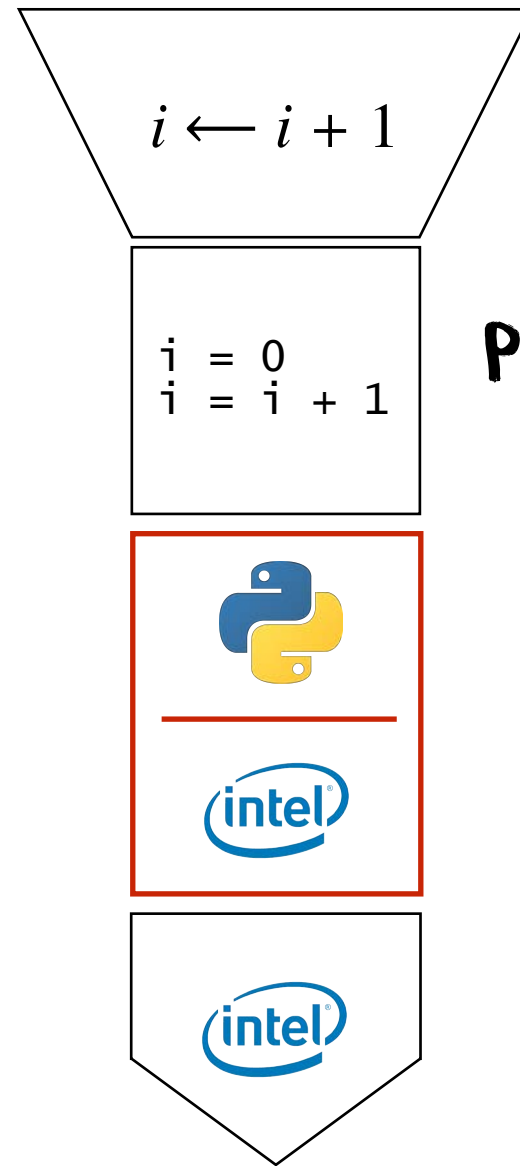 i ⟵ i + 1
i = 0
i = i + 1
P
intel®
intel®